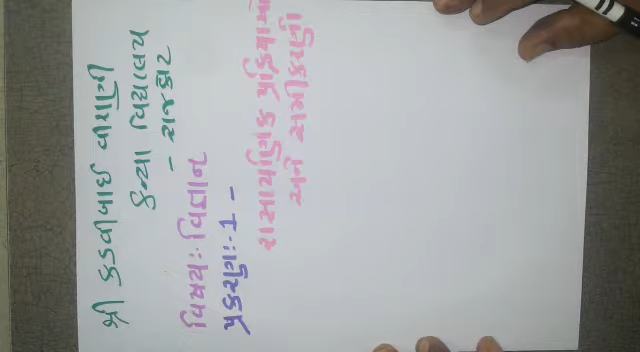 શ્રી કડવીબાઈ વીરાણી
કન્યા વિદ્યાલય
- રાજકોટ
વિષય:- વિજ્ઞાન
પ્રકરણ:- 1 -
રાસાયણિક પ્રક્રિયાઓ
અને સમીકરણો